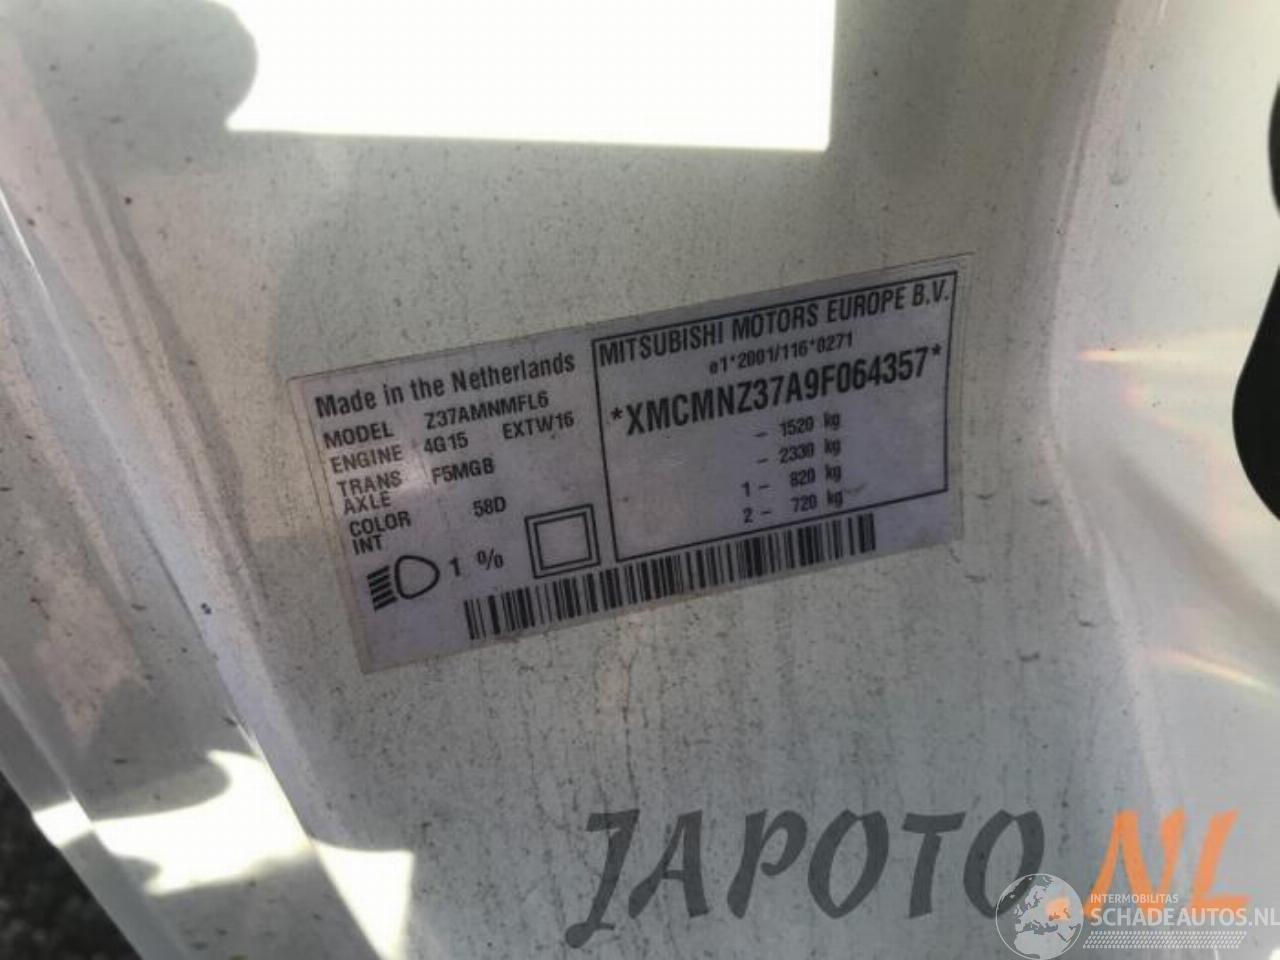 Made in the Netherlands
MODEL Z37AMNMFL6
ENGINE 4G15 EXTW16
TRANS F5MGB
AXLE
COLOR 58D
INT
1 %
MITSUBISHI MOTORS EUROPE B.V.
e1*2001/116*0271
*XMCMNZ37A9F064357*
- 1520 kg
- 2330 kg
1 - 820 kg
2 - 720 kg
JAPOTO.NL
INTERMOBILITAS
SCHADEAUTOS.NL